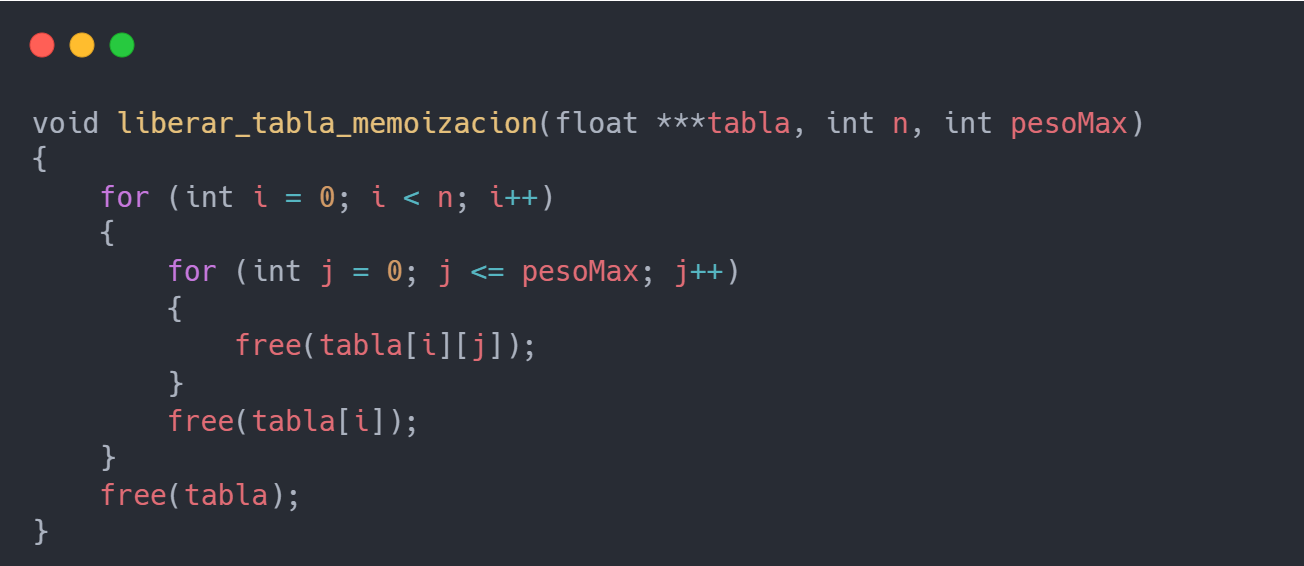 void liberar_tabla_memoizacion(float ***tabla, int n, int pesoMax)
{
    for (int i = 0; i < n; i++)
    {
        for (int j = 0; j <= pesoMax; j++)
        {
            free(tabla[i][j]);
        }
        free(tabla[i]);
    }
    free(tabla);
}